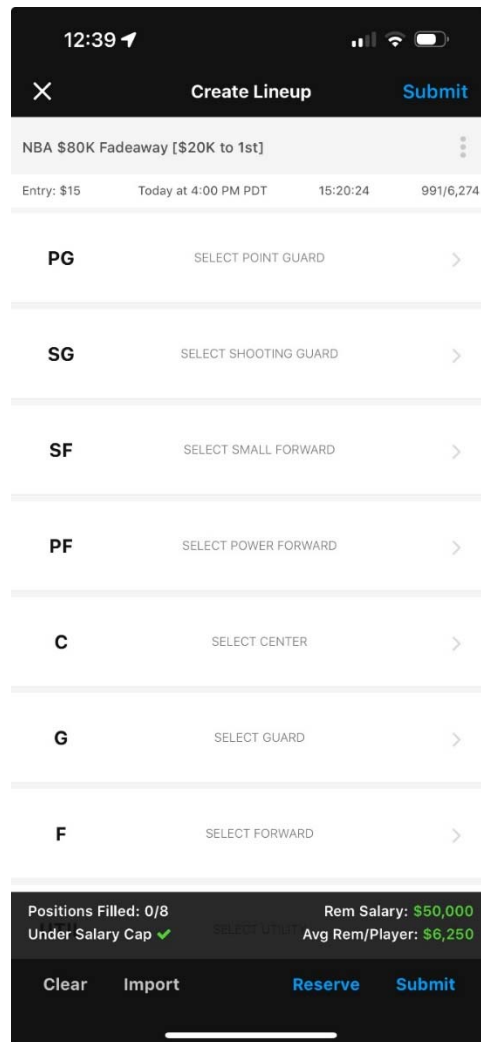 12:39
Create Lineup Submit
NBA $80K Fadeaway [$20K to 1st]
Entry: $15 Today at 4:00 PM PDT 15:20:24 991/6,274
PG SELECT POINT GUARD
SG SELECT SHOOTING GUARD
SF SELECT SMALL FORWARD
PF SELECT POWER FORWARD
C SELECT CENTER
G SELECT GUARD
F SELECT FORWARD
UTIL SELECT UTILITY
Positions Filled: 0/8 Rem Salary: $50,000
Under Salary Cap Avg Rem/Player: $6,250
Clear Import Reserve Submit